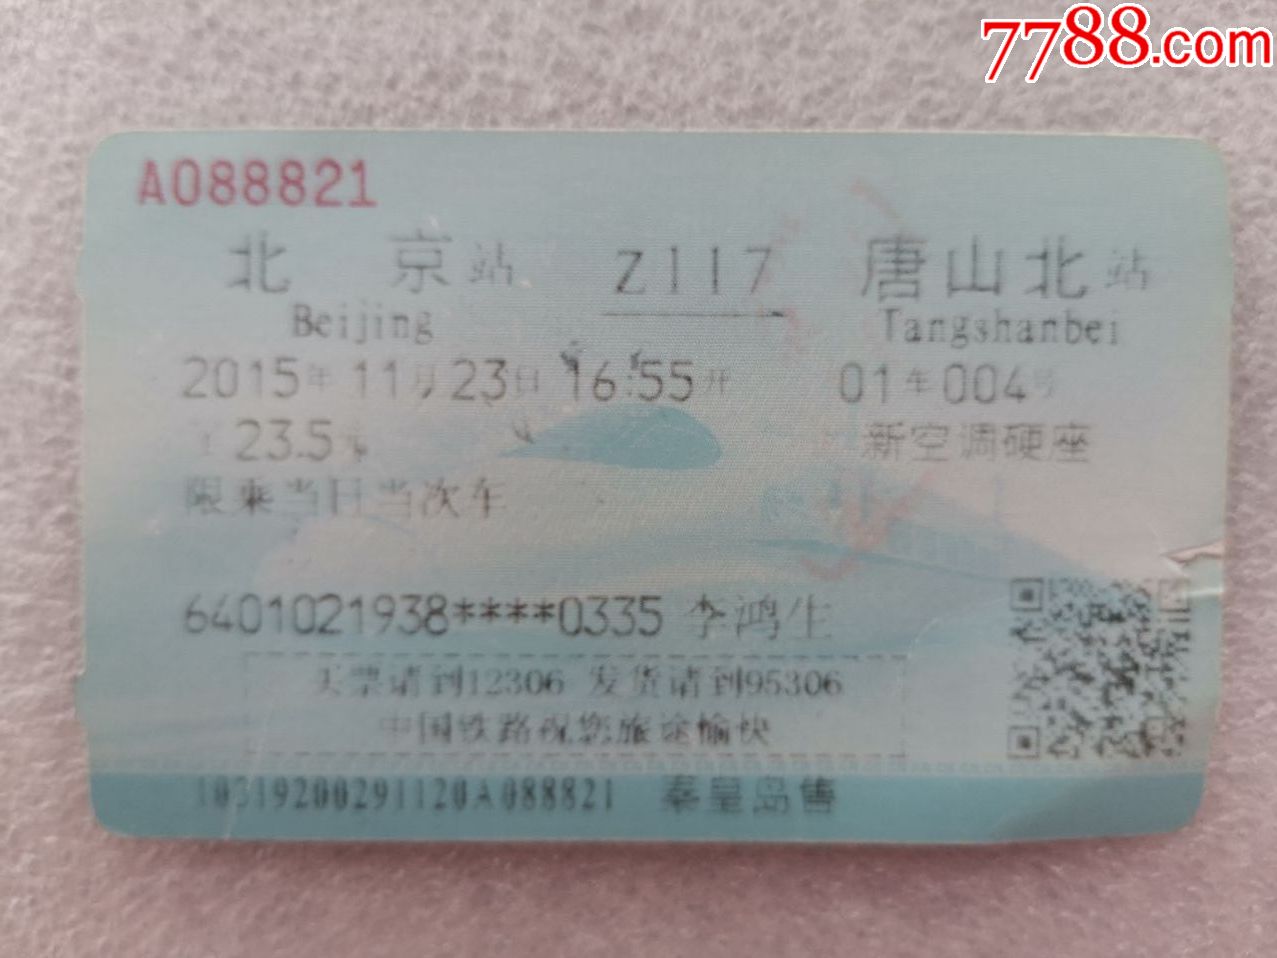 7788.com
A088821
北京站 Z117 唐山北站
Beijing Tangshanbei
2015年11月23日 16:55开 01车004号
¥23.5元 新空调硬座
限乘当日当次车
6401021938****0335 李鸿生
买票请到12306 发货请到95306
中国铁路祝您旅途愉快
10319200291120A088821 秦皇岛售